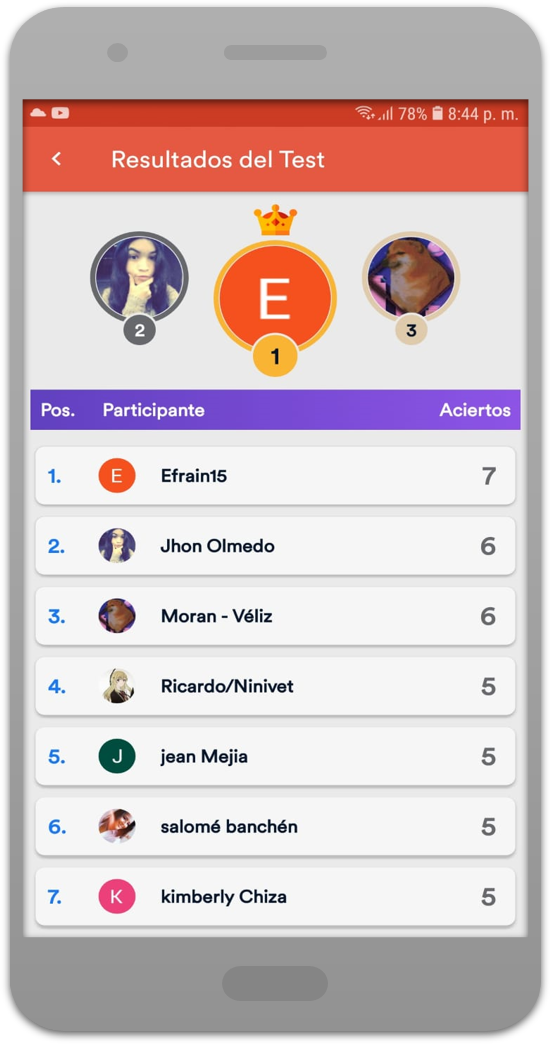 78% 8:44 p. m.
Resultados del Test
E
2
1
3
Pos. Participante Aciertos
1. E Efrain15 7
2. Jhon Olmedo 6
3. Moran - Véliz 6
4. Ricardo/Ninivet 5
5. J jean Mejia 5
6. salomé banchén 5
7. K kimberly Chiza 5